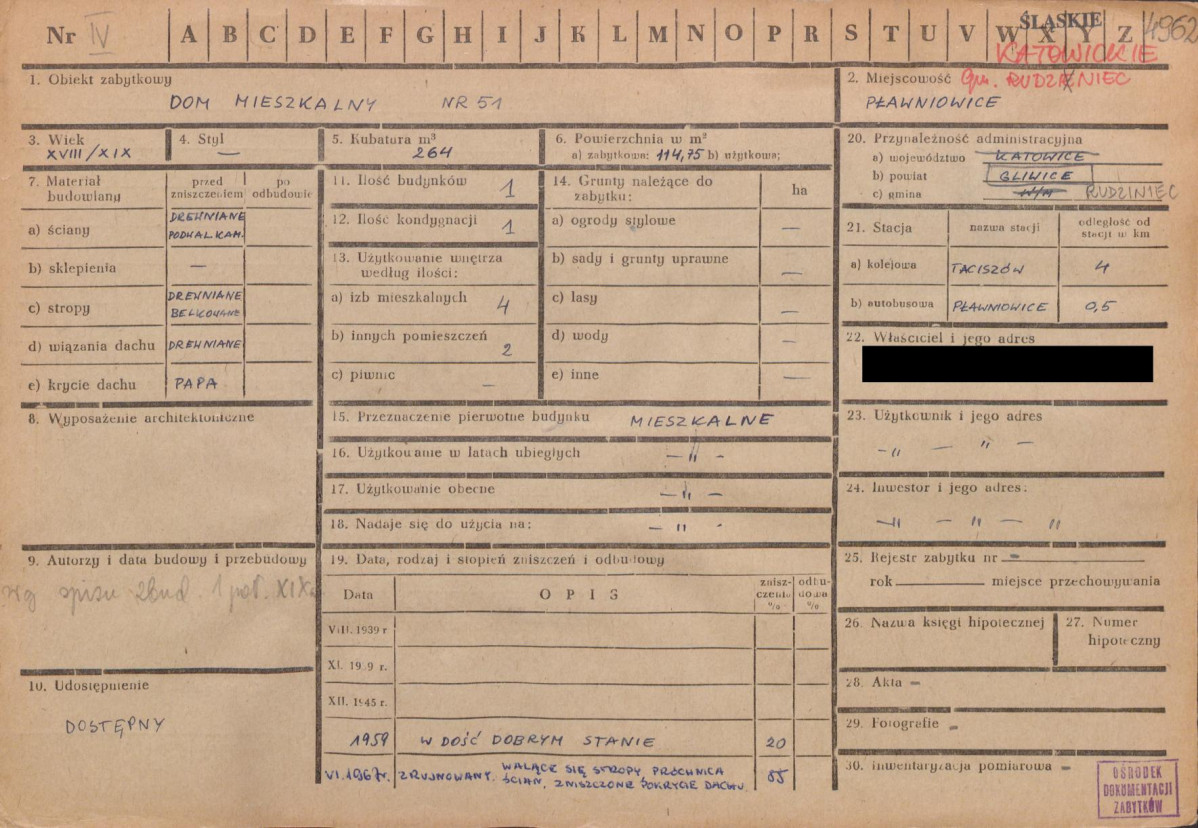 Nr IV A B C D E F G H I J K L M N O P R S T U V W X Y Z 4962
ŚLĄSKIE
KATOWICKIE
1. Obiekt zabytkowy
DOM MIESZKALNY NR 51
2. Miejscowość Gm. RUDZINIEC
PŁAWNIOWICE
3. Wiek
XVIII/XIX
4. Styl
—
5. Kubatura m³
264
6. Powierzchnia w m²
a) zabytkowa: 114,75 b) użytkowa;
7. Materiał budowlany
przed zniszczeniem
po odbudowie
a) ściany DREWNIANE
PODWAL. KAM.
b) sklepienia —
c) stropy DREWNIANE
BELKOWANE
d) wiązania dachu DREWNIANE
e) krycie dachu PAPA
8. Wyposażenie architektoniczne
9. Autorzy i data budowy i przebudowy
wg spisu zbud. 1 poł. XIX
10. Udostępnienie
DOSTĘPNY
11. Ilość budynków 1
12. Ilość kondygnacji 1
13. Użytkowanie wnętrza
według ilości:
a) izb mieszkalnych 4
b) innych pomieszczeń 2
c) piwnic —
14. Grunty należące do
zabytku: ha
a) ogrody stylowe —
b) sady i grunty uprawne —
c) lasy —
d) wody —
e) inne —
15. Przeznaczenie pierwotne budynku MIESZKALNE
16. Użytkowanie w latach ubiegłych — " —
17. Użytkowanie obecne — " —
18. Nadaje się do użycia na: — " -
19. Data, rodzaj i stopień zniszczeń i odbudowy
Data OPIS zniszczenia % odbudowa %
VIII. 1939 r.
XI. 1939 r.
XII. 1945 r.
1959 W DOŚĆ DOBRYM STANIE 20
VI. 1967r. ZRUJNOWANY. WALĄCE SIĘ STROPY, PRÓCHNICA
ŚCIAN, ZNISZCZONE POKRYCIE DACHU. 85
20. Przynależność administracyjna
a) województwo KATOWICE
b) powiat GLIWICE
c) gmina W/M RUDZINIEC
21. Stacja
nazwa stacji
odległość od
stacji w km
a) kolejowa TACISZÓW 4
b) autobusowa PŁAWNIOWICE 0,5
22. Właściciel i jego adres
23. Użytkownik i jego adres
-"- — " —
24. Inwestor i jego adres:
—" — " — "
25. Rejestr zabytku nr -
rok miejsce przechowywania
26. Nazwa księgi hipotecznej
27. Numer
hipoteczny
28. Akta -
29. Fotografie -
30. Inwentaryzacja pomiarowa -
OŚRODEK
DOKUMENTACJI
ZABYTKÓW